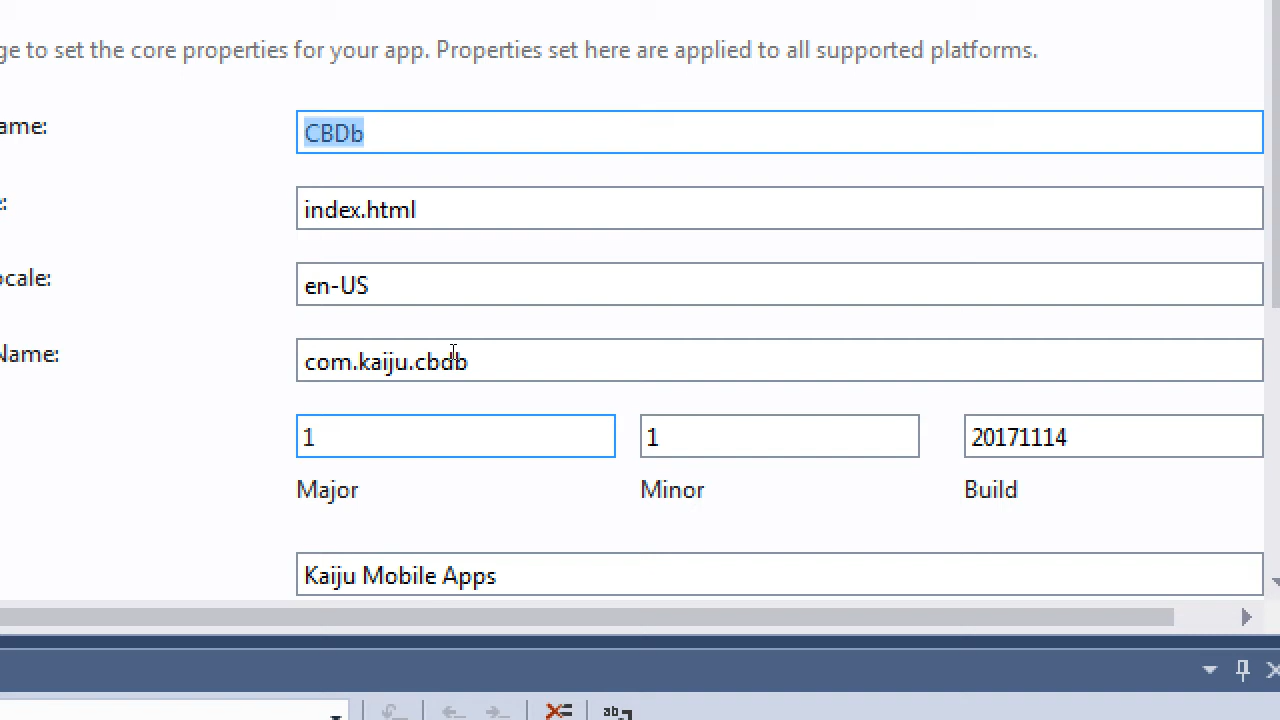 ge to set the core properties for your app. Properties set here are applied to all supported platforms.
ame: CBDb
e: index.html
ocale: en-US
Name: com.kaiju.cbdb
1 1 20171114
Major Minor Build
Kaiju Mobile Apps
ab